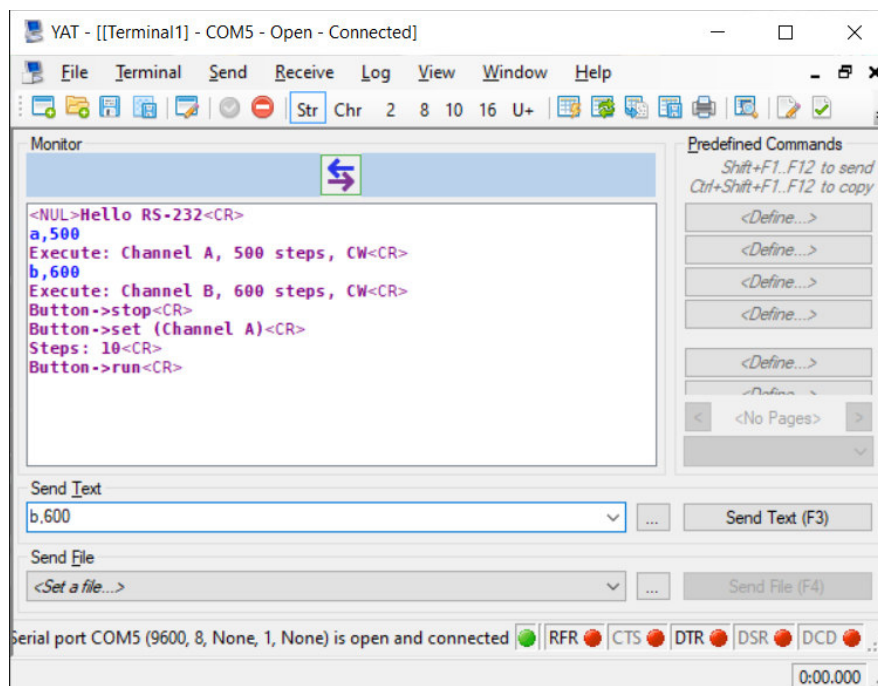 YAT - [[Terminal1] - COM5 - Open - Connected]
File Terminal Send Receive Log View Window Help
Str Chr 2 8 10 16 U+
Monitor
Predefined Commands
Shift+F1..F12 to send
Ctrl+Shift+F1..F12 to copy
<NUL>Hello RS-232<CR>
a,500
Execute: Channel A, 500 steps, CW<CR>
b,600
Execute: Channel B, 600 steps, CW<CR>
Button->stop<CR>
Button->set (Channel A)<CR>
Steps: 10<CR>
Button->run<CR>
<Define...>
<Define...>
<Define...>
<Define...>
<Define...>
<Define...>
< <No Pages> >
Send Text
b,600
... Send Text (F3)
Send File
<Set a file...>
... Send File (F4)
Serial port COM5 (9600, 8, None, 1, None) is open and connected RFR CTS DTR DSR DCD
0:00.000